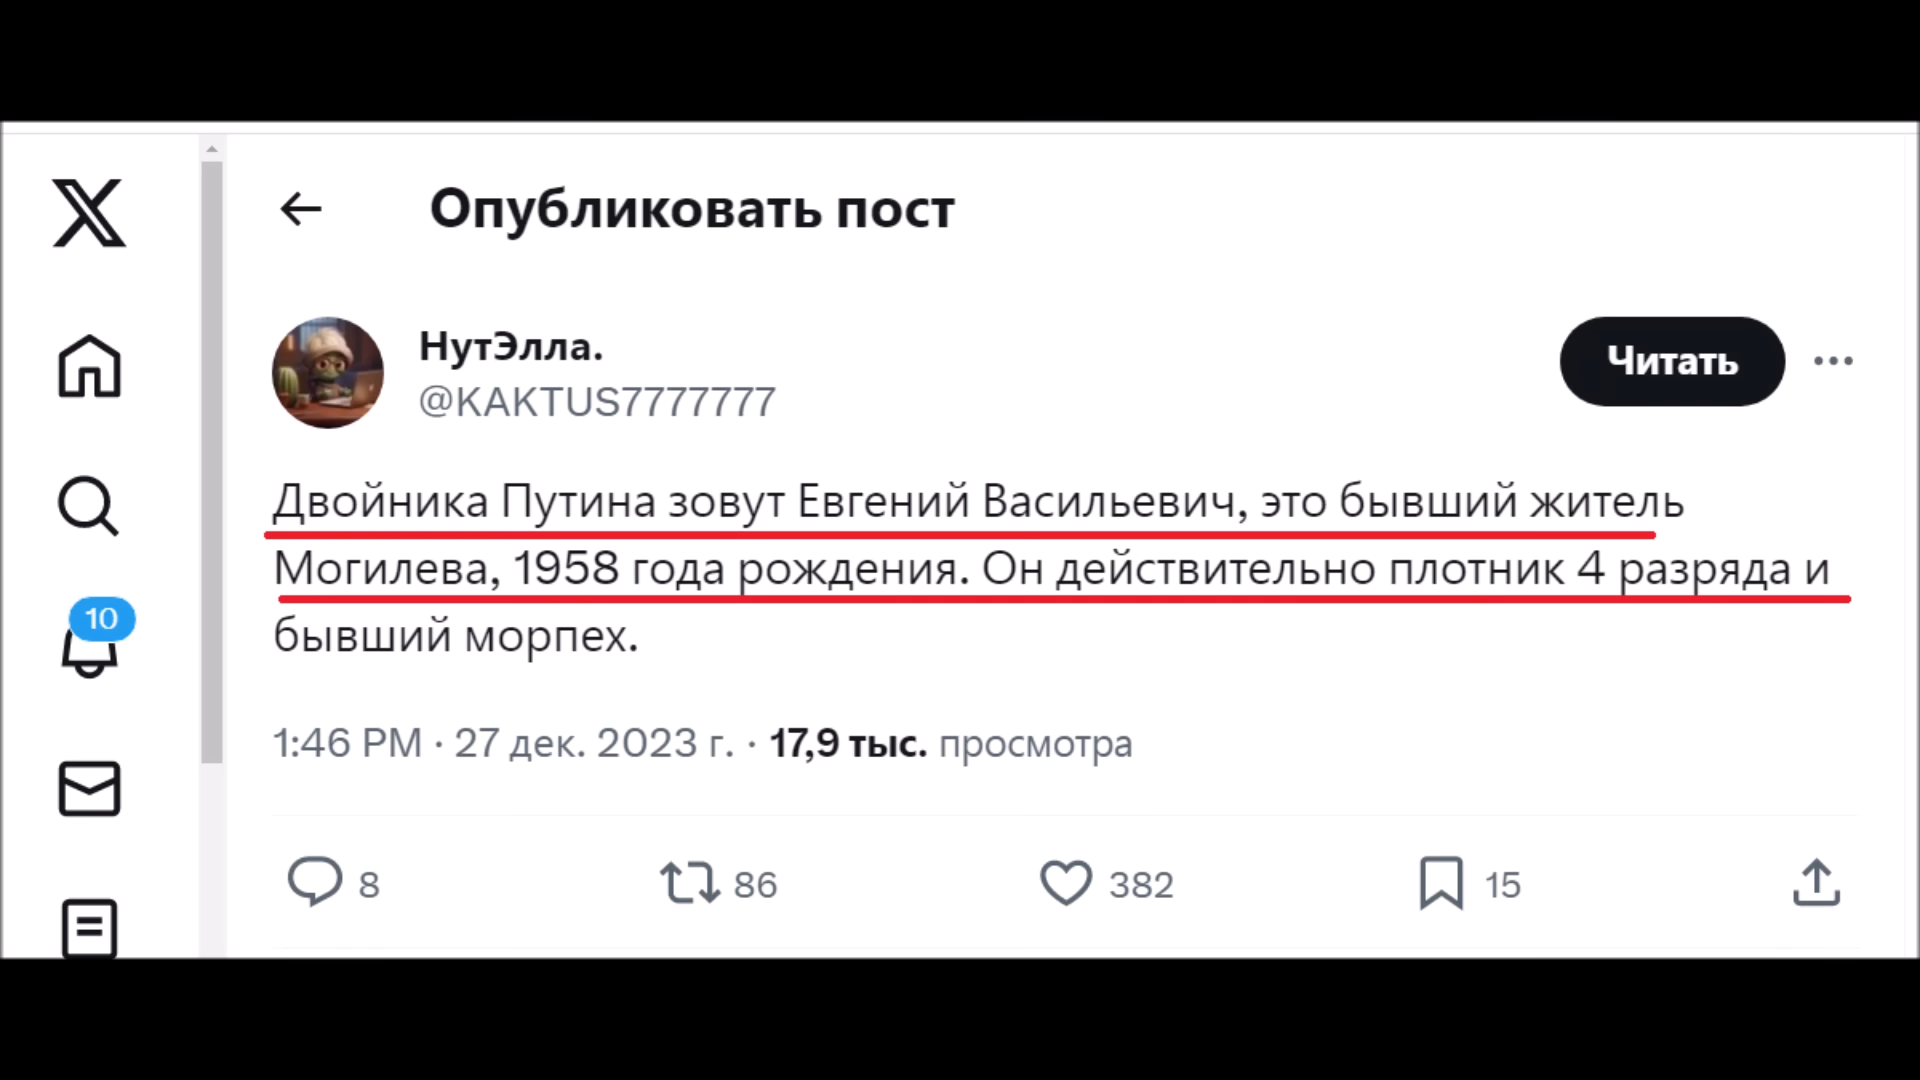 Опубликовать пост
НутЭлла.
@KAKTUS7777777
Читать
Двойника Путина зовут Евгений Васильевич, это бывший житель
Могилева, 1958 года рождения. Он действительно плотник 4 разряда и
бывший морпех.
10
1:46 PM · 27 дек. 2023 г. · 17,9 тыс. просмотра
8 86 382 15